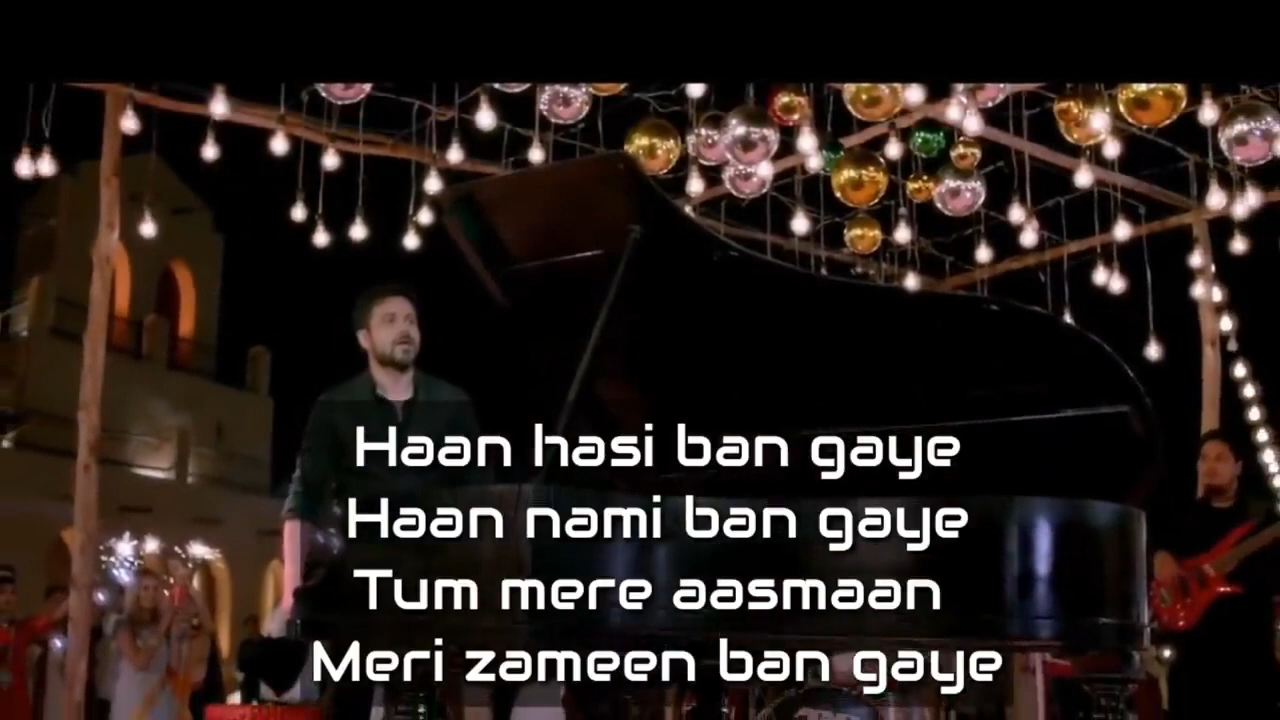 Haan hasi ban gaye
Haan nami ban gaye
Tum mere aasmaan
Meri zameen ban gaye